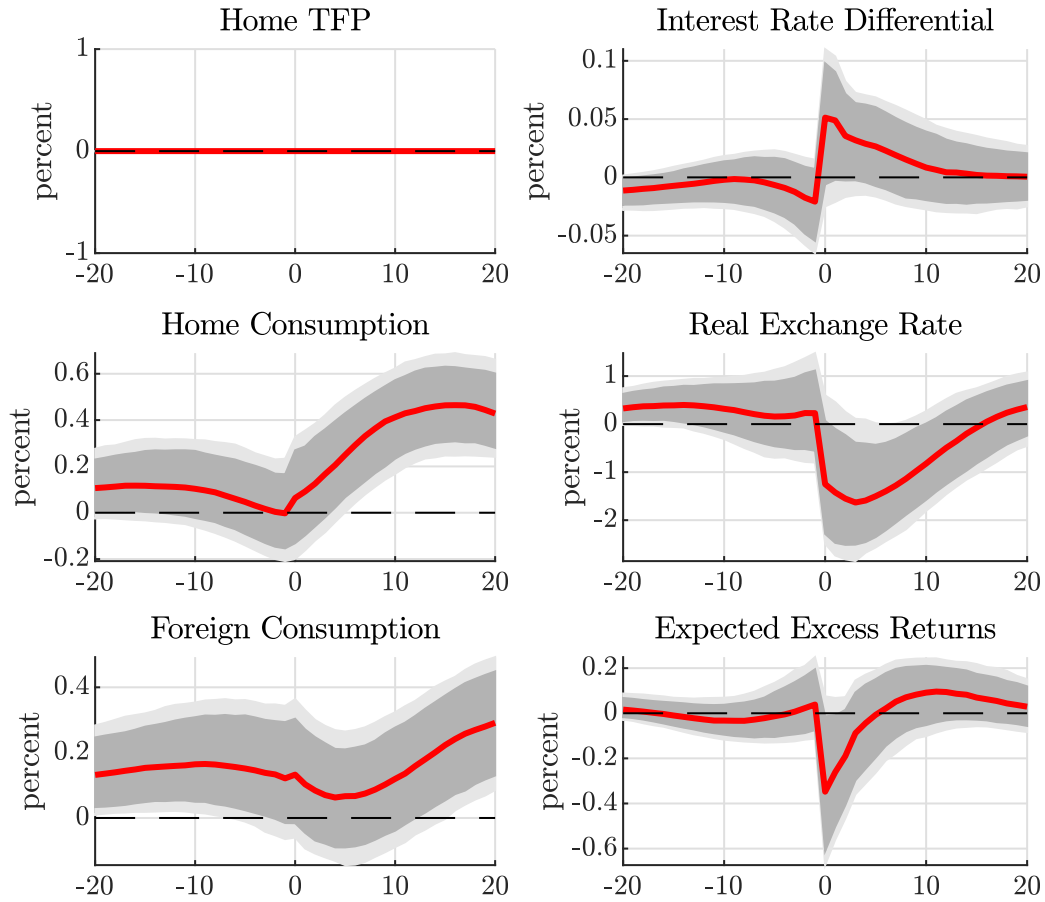 Home TFP
percent
1
0
-1
-20 -10 0 10 20
Interest Rate Differential
percent
0.1
0.05
0
-0.05
-20 -10 0 10 20
Home Consumption
percent
0.6
0.4
0.2
0
-0.2
-20 -10 0 10 20
Real Exchange Rate
percent
1
0
-1
-2
-20 -10 0 10 20
Foreign Consumption
percent
0.4
0.2
0
-20 -10 0 10 20
Expected Excess Returns
percent
0.2
0
-0.2
-0.4
-0.6
-20 -10 0 10 20